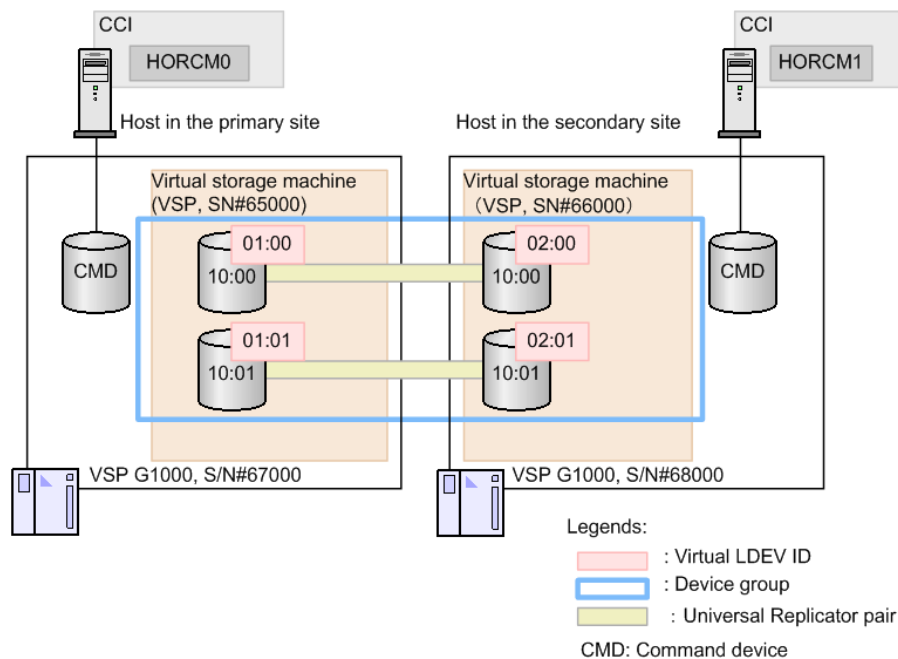 CCI
HORCM0
CCI
HORCM1
Host in the primary site
Host in the secondary site
Virtual storage machine
(VSP, SN#65000)
Virtual storage machine
（VSP, SN#66000）
CMD
01:00
10:00
02:00
10:00
CMD
01:01
10:01
02:01
10:01
VSP G1000, S/N#67000
VSP G1000, S/N#68000
Legends:
: Virtual LDEV ID
: Device group
: Universal Replicator pair
CMD: Command device